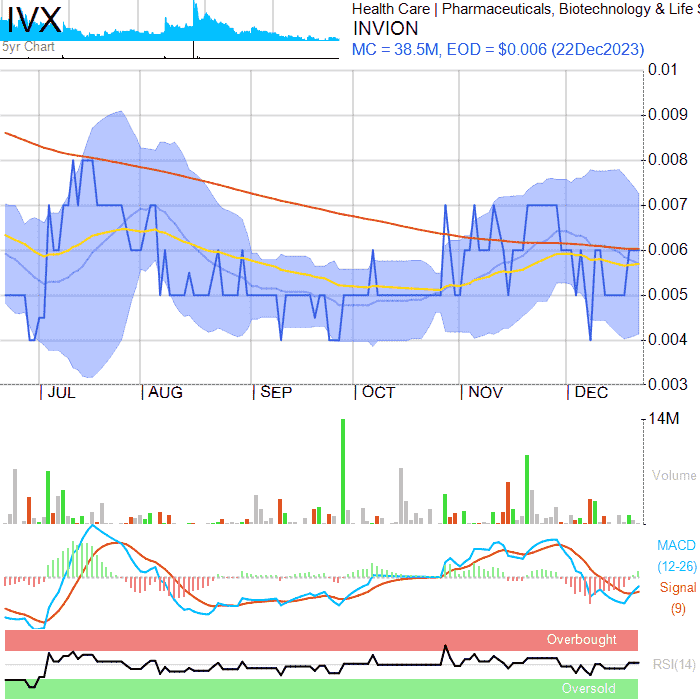 IVX
5yr Chart
Health Care | Pharmaceuticals, Biotechnology & Life
INVION
MC = 38.5M, EOD = $0.006 (22Dec2023)
0.01
0.009
0.008
0.007
0.006
0.005
0.004
0.003
JUL AUG SEP OCT NOV DEC
14M
Volume
MACD
(12-26)
Signal
(9)
Overbought
RSI(14)
Oversold